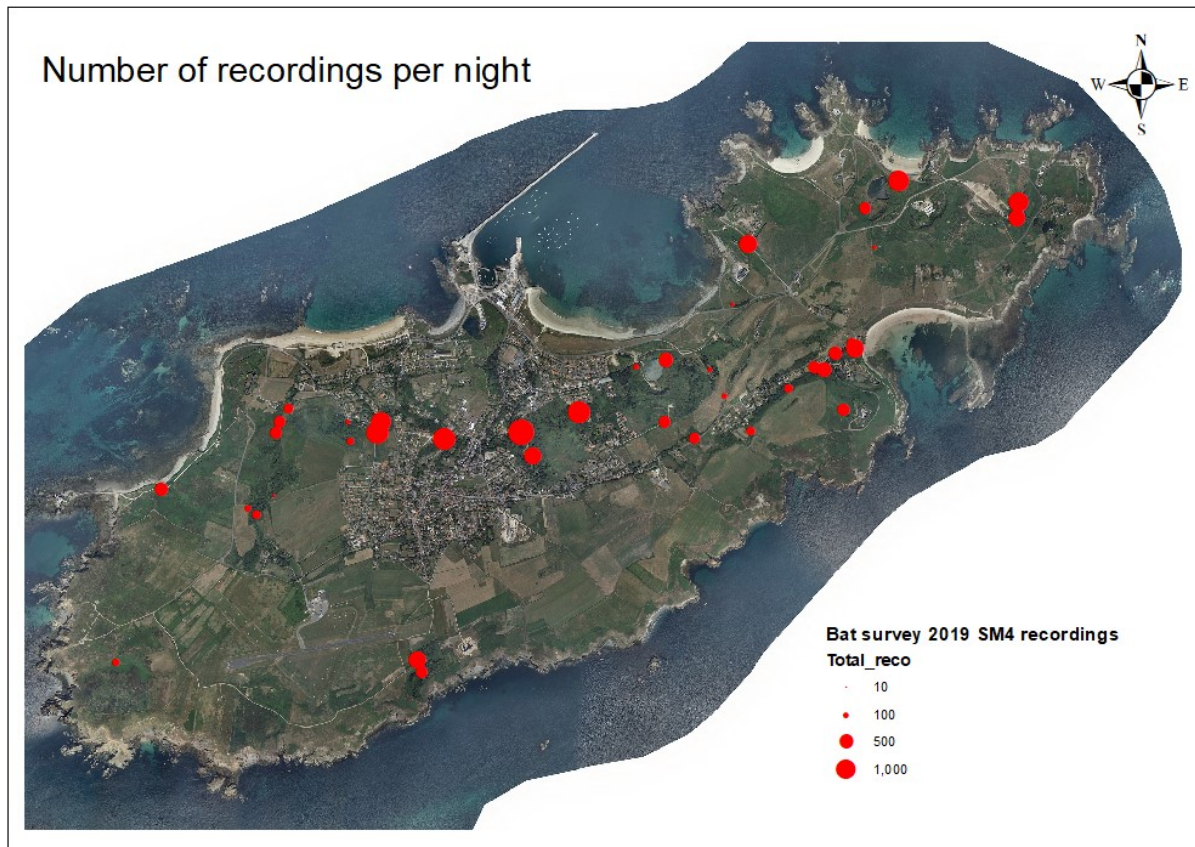 Number of recordings per night
N
W E
S
Bat survey 2019 SM4 recordings
Total_reco
10
100
500
1,000